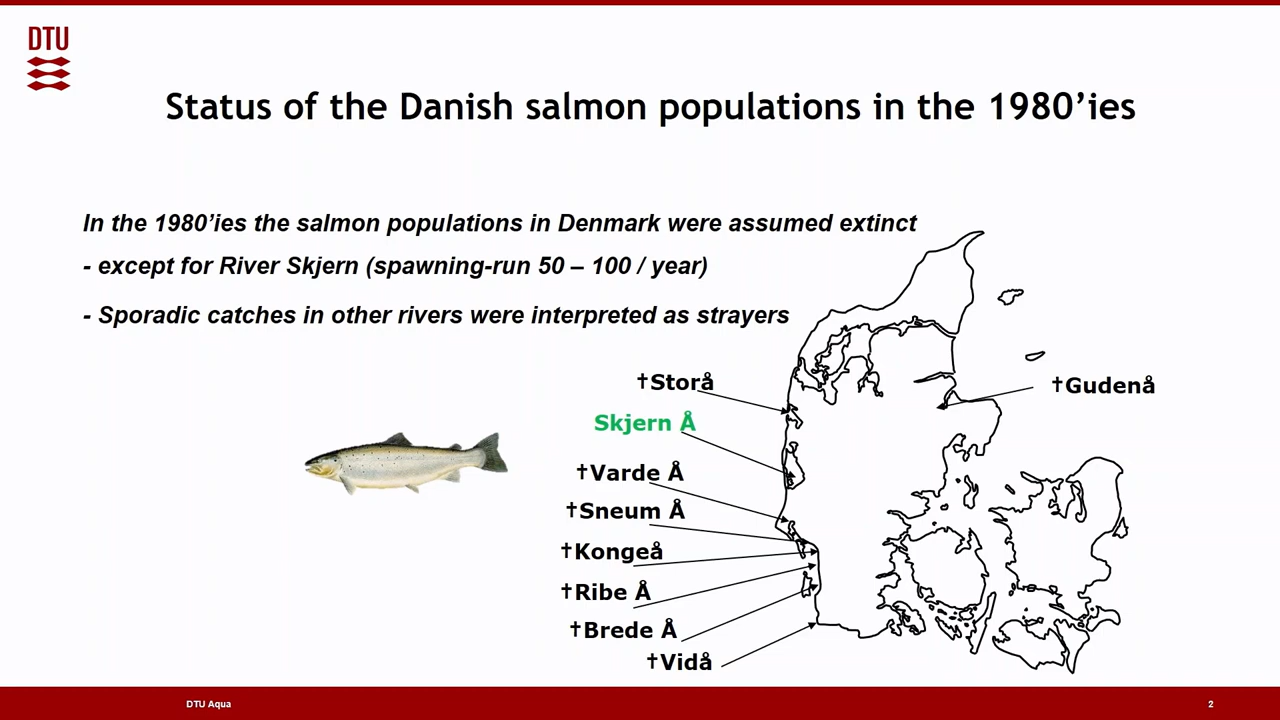 DTU
Status of the Danish salmon populations in the 1980’ies
In the 1980’ies the salmon populations in Denmark were assumed extinct
- except for River Skjern (spawning-run 50 – 100 / year)
- Sporadic catches in other rivers were interpreted as strayers
†Storå
†Gudenå
Skjern Å
†Varde Å
†Sneum Å
†Kongeå
†Ribe Å
†Brede Å
†Vidå
DTU Aqua
2